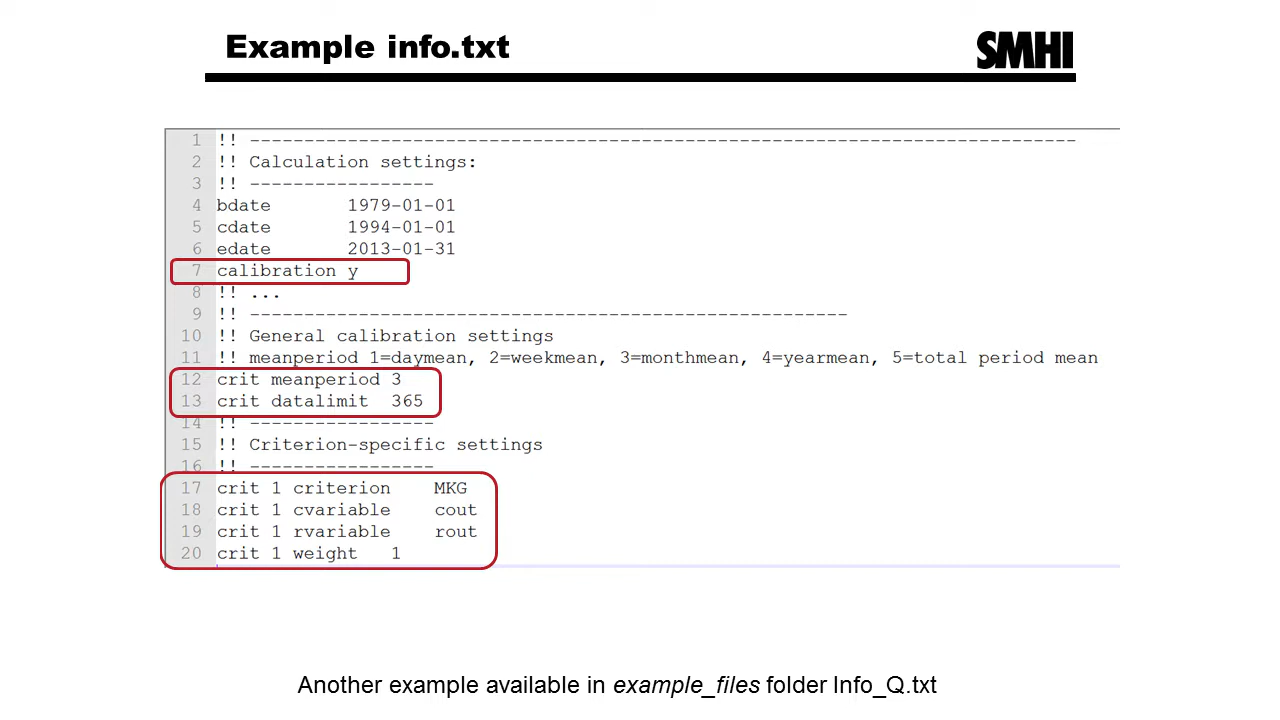 Example info.txt
SMHI
1 !! ----------------------------------------------------------------------------
2 !! Calculation settings:
3 !! -----------------
4 bdate 1979-01-01
5 cdate 1994-01-01
6 edate 2013-01-31
7 calibration y
8 !! ...
9 !! -------------------------------------------------------
10 !! General calibration settings
11 !! meanperiod 1=daymean, 2=weekmean, 3=monthmean, 4=yearmean, 5=total period mean
12 crit meanperiod 3
13 crit datalimit 365
14 !! -----------------
15 !! Criterion-specific settings
16 !! -----------------
17 crit 1 criterion MKG
18 crit 1 cvariable cout
19 crit 1 rvariable rout
20 crit 1 weight 1
Another example available in example_files folder Info_Q.txt